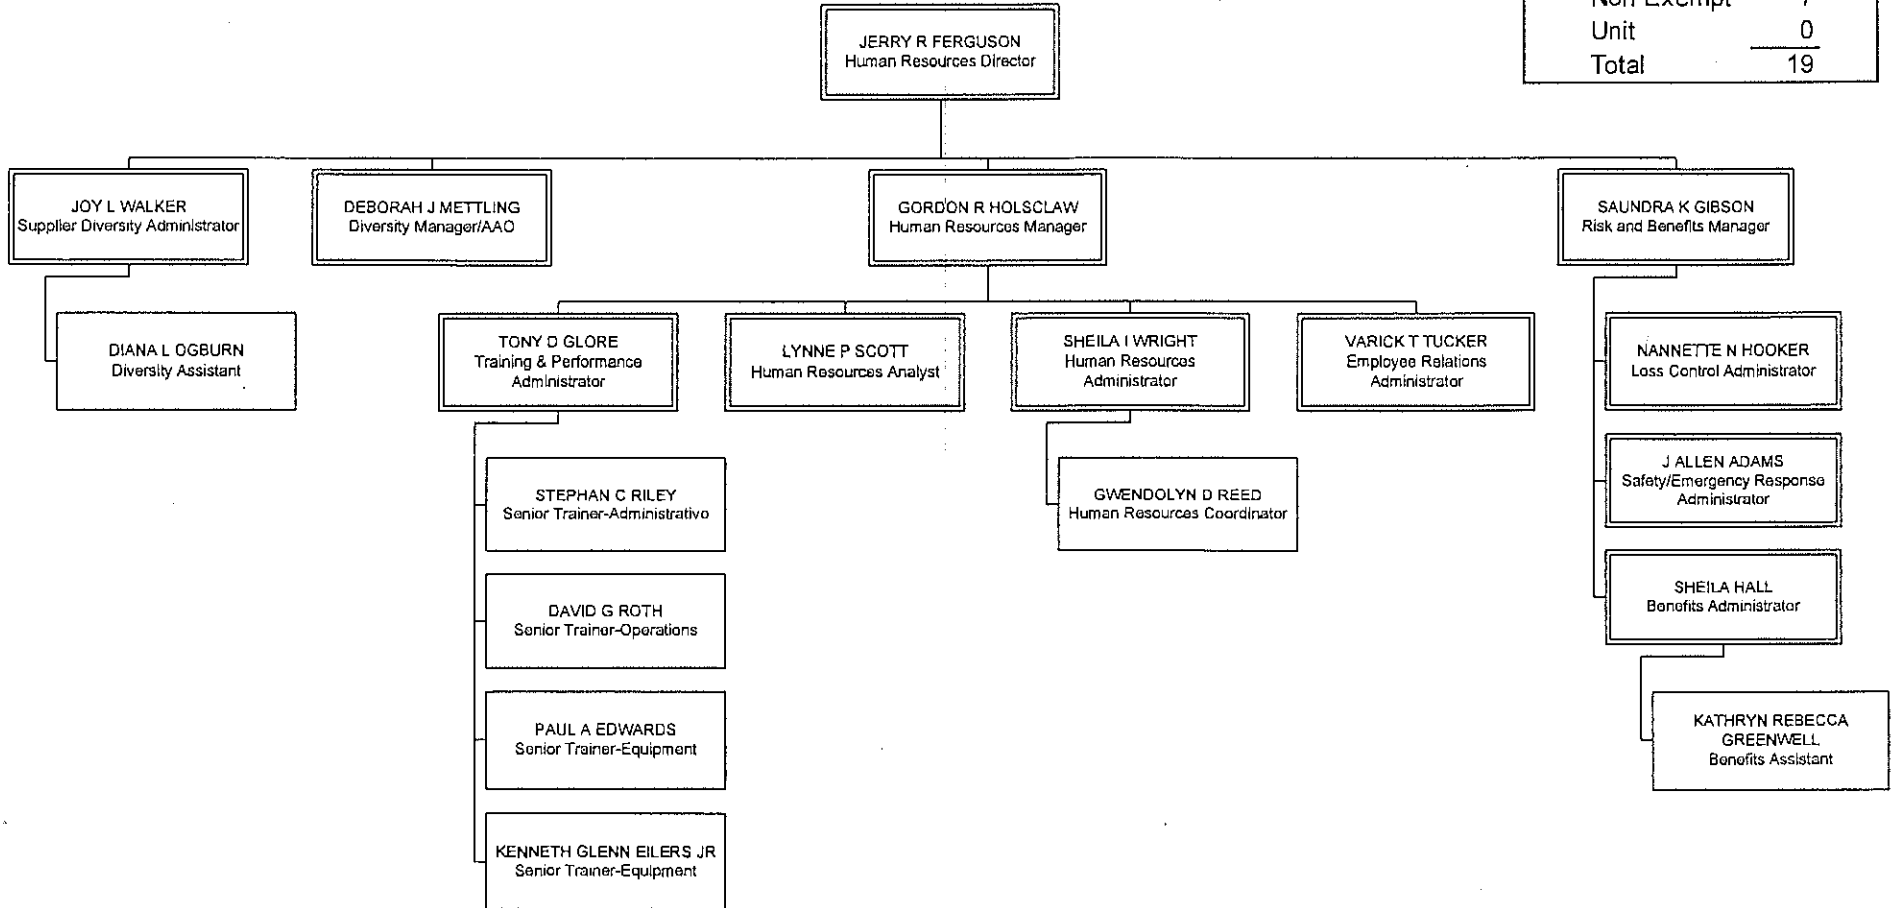 JERRY R FERGUSON
Human Resources Director
Non Exempt 7
Unit 0
Total 19
JOY L WALKER
Supplier Diversity Administrator
DEBORAH J METTLING
Diversity Manager/AAO
GORDON R HOLSCLAW
Human Resources Manager
SAUNDRA K GIBSON
Risk and Benefits Manager
DIANA L OGBURN
Diversity Assistant
TONY D GLORE
Training & Performance
Administrator
LYNNE P SCOTT
Human Resources Analyst
SHEILA I WRIGHT
Human Resources
Administrator
VARICK T TUCKER
Employee Relations
Administrator
NANNETTE N HOOKER
Loss Control Administrator
J ALLEN ADAMS
Safety/Emergency Response
Administrator
STEPHAN C RILEY
Senior Trainer-Administrative
GWENDOLYN D REED
Human Resources Coordinator
SHEILA HALL
Benefits Administrator
DAVID G ROTH
Senior Trainer-Operations
PAUL A EDWARDS
Senior Trainer-Equipment
KATHRYN REBECCA
GREENWELL
Benefits Assistant
KENNETH GLENN EILERS JR
Senior Trainer-Equipment